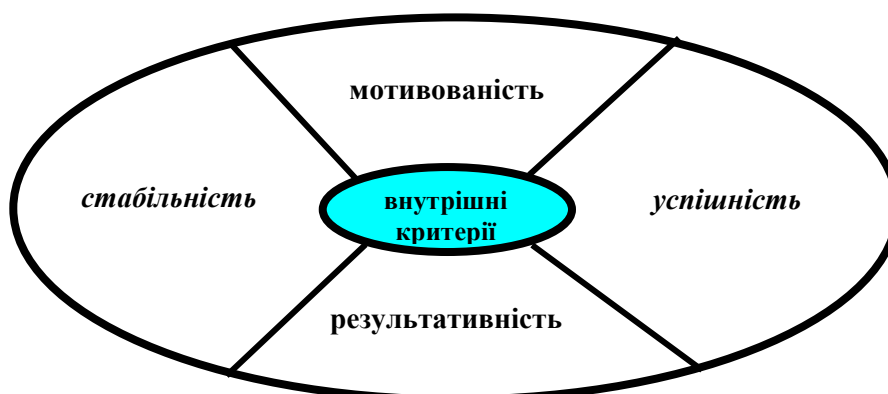 мотивованість
стабільність
внутрішні
критерії
успішність
результативність